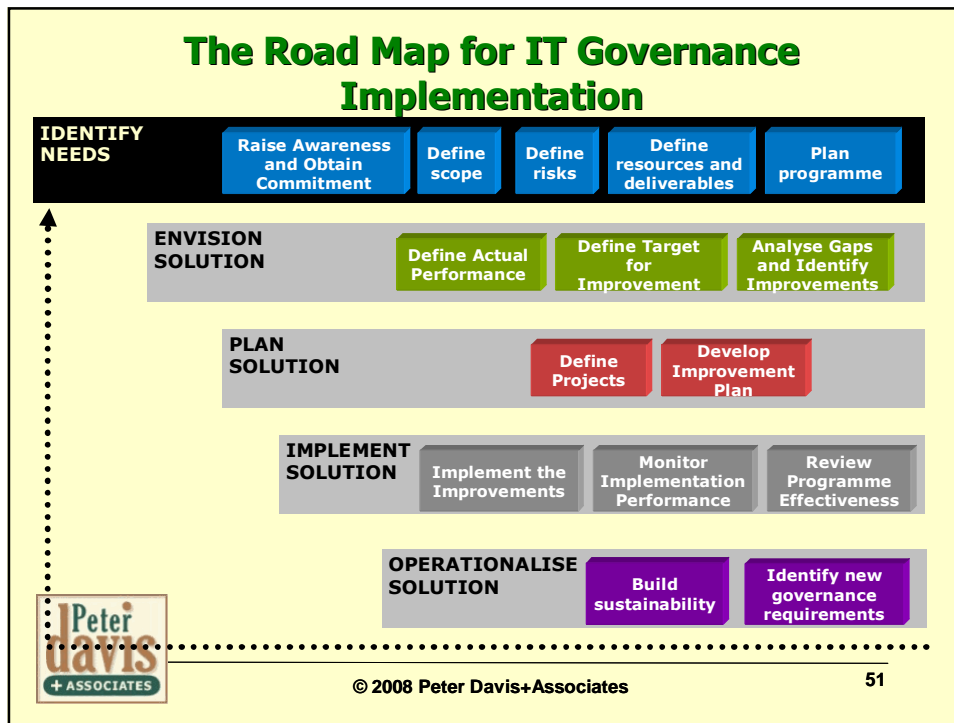 The Road Map for IT Governance
Implementation
IDENTIFY
NEEDS
Raise Awareness
and Obtain
Commitment
Define
scope
Define
risks
Define
resources and
deliverables
Plan
programme
ENVISION
SOLUTION
Define Actual
Performance
Define Target
for
Improvement
Analyse Gaps
and Identify
Improvements
PLAN
SOLUTION
Define
Projects
Develop
Improvement
Plan
IMPLEMENT
SOLUTION
Implement the
Improvements
Monitor
Implementation
Performance
Review
Programme
Effectiveness
OPERATIONALISE
SOLUTION
Build
sustainability
Identify new
governance
requirements
Peter
davis
+ ASSOCIATES
© 2008 Peter Davis+Associates
51